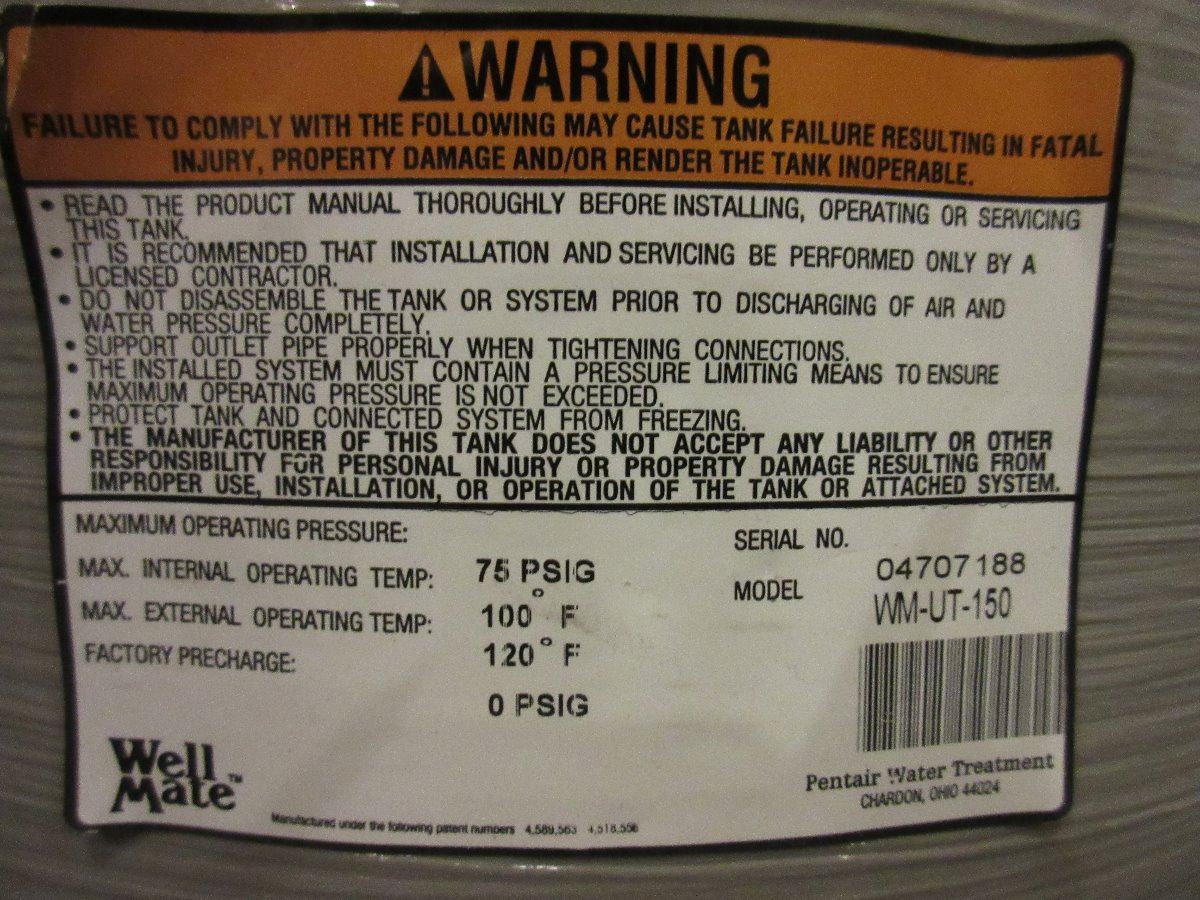 ⚠WARNING
FAILURE TO COMPLY WITH THE FOLLOWING MAY CAUSE TANK FAILURE RESULTING IN FATAL
INJURY, PROPERTY DAMAGE AND/OR RENDER THE TANK INOPERABLE.
• READ THE PRODUCT MANUAL THOROUGHLY BEFORE INSTALLING, OPERATING OR SERVICING
THIS TANK.
• IT IS RECOMMENDED THAT INSTALLATION AND SERVICING BE PERFORMED ONLY BY A
LICENSED CONTRACTOR.
• DO NOT DISASSEMBLE THE TANK OR SYSTEM PRIOR TO DISCHARGING OF AIR AND
WATER PRESSURE COMPLETELY.
• SUPPORT OUTLET PIPE PROPERLY WHEN TIGHTENING CONNECTIONS.
• THE INSTALLED SYSTEM MUST CONTAIN A PRESSURE LIMITING MEANS TO ENSURE
MAXIMUM OPERATING PRESSURE IS NOT EXCEEDED.
• PROTECT TANK AND CONNECTED SYSTEM FROM FREEZING.
• THE MANUFACTURER OF THIS TANK DOES NOT ACCEPT ANY LIABILITY OR OTHER
RESPONSIBILITY FOR PERSONAL INJURY OR PROPERTY DAMAGE RESULTING FROM
IMPROPER USE, INSTALLATION, OR OPERATION OF THE TANK OR ATTACHED SYSTEM.
MAXIMUM OPERATING PRESSURE:
MAX. INTERNAL OPERATING TEMP:
MAX. EXTERNAL OPERATING TEMP:
FACTORY PRECHARGE:
75 PSIG
100° F
120° F
0 PSIG
SERIAL NO.
04707188
MODEL
WM-UT-150
Well
Mate™
Pentair Water Treatment
CHARDON, OHIO 44024
Manufactured under the following patent numbers 4,589,563 4,518,556